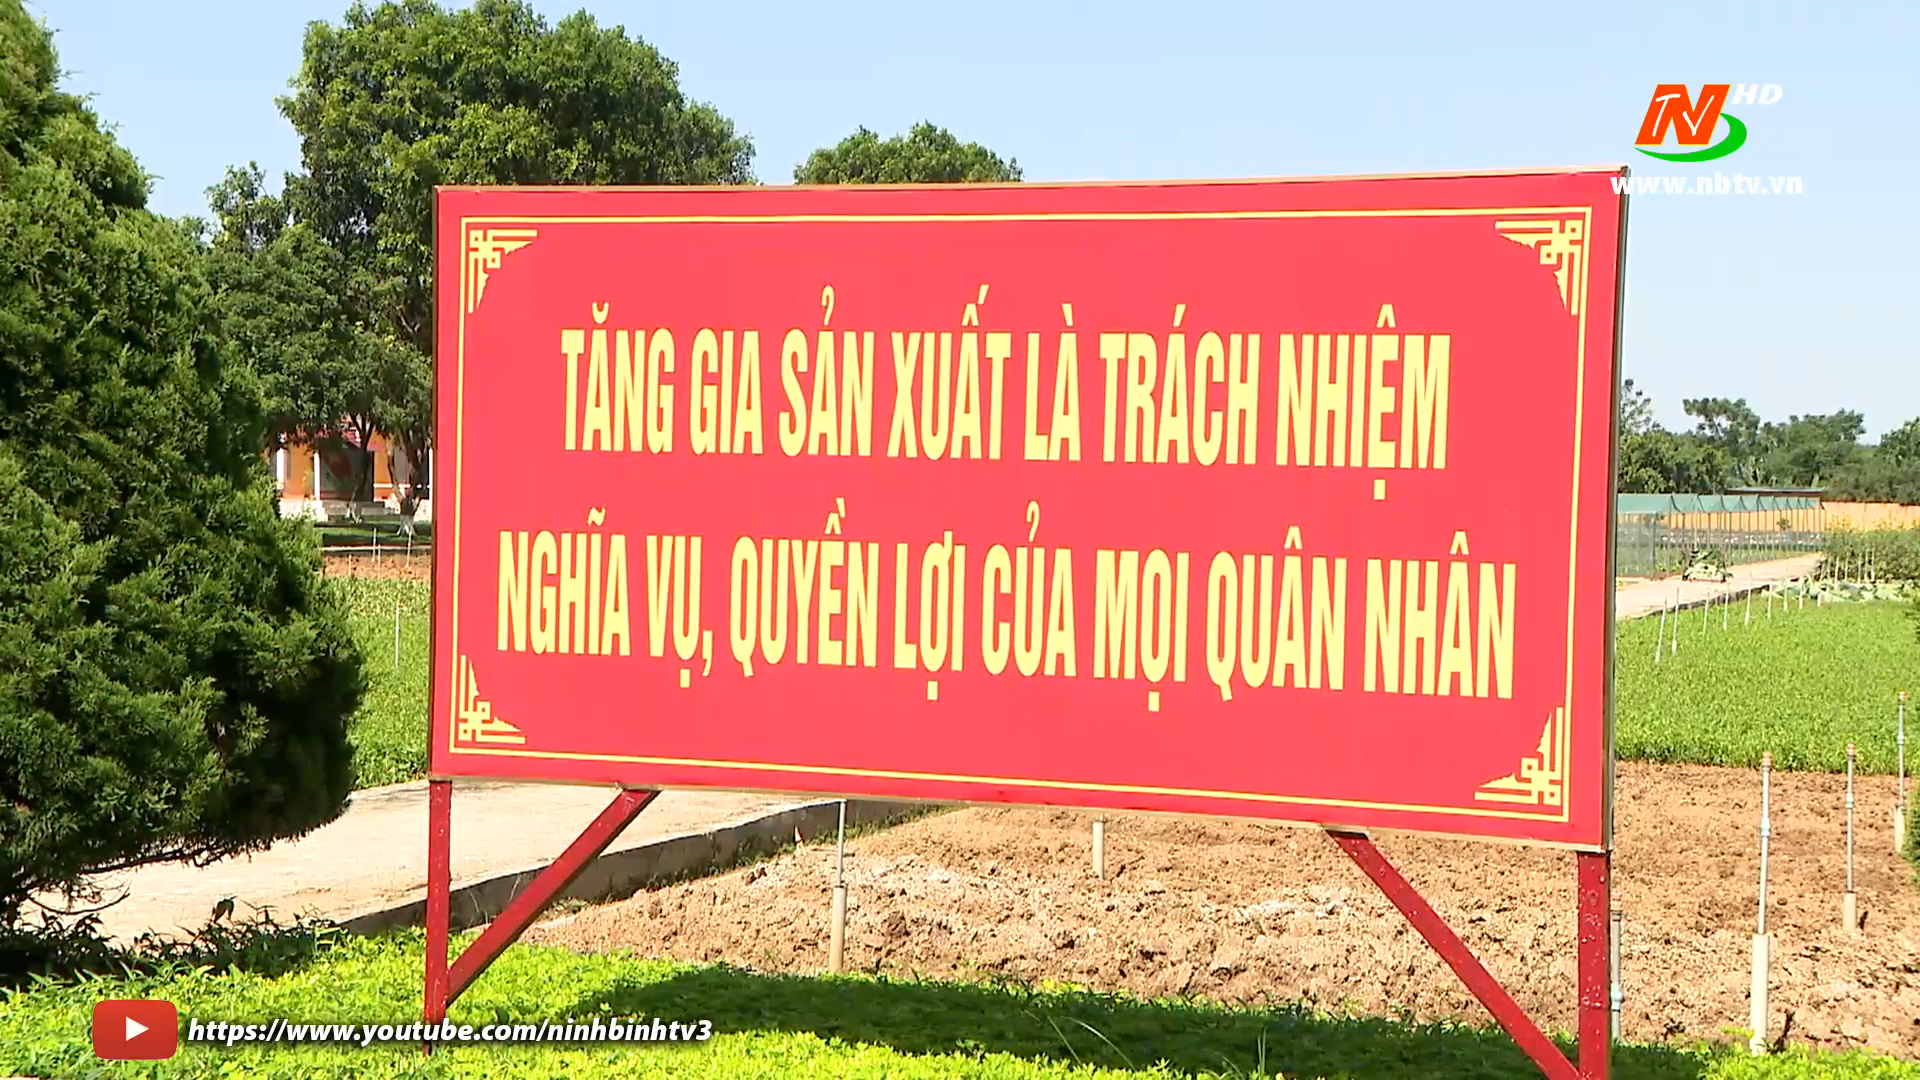 HD
www.nbtv.vn
TĂNG GIA SẢN XUẤT LÀ TRÁCH NHIỆM
NGHĨA VỤ, QUYỀN LỢI CỦA MỌI QUÂN NHÂN
https://www.youtube.com/ninhbinhtv3